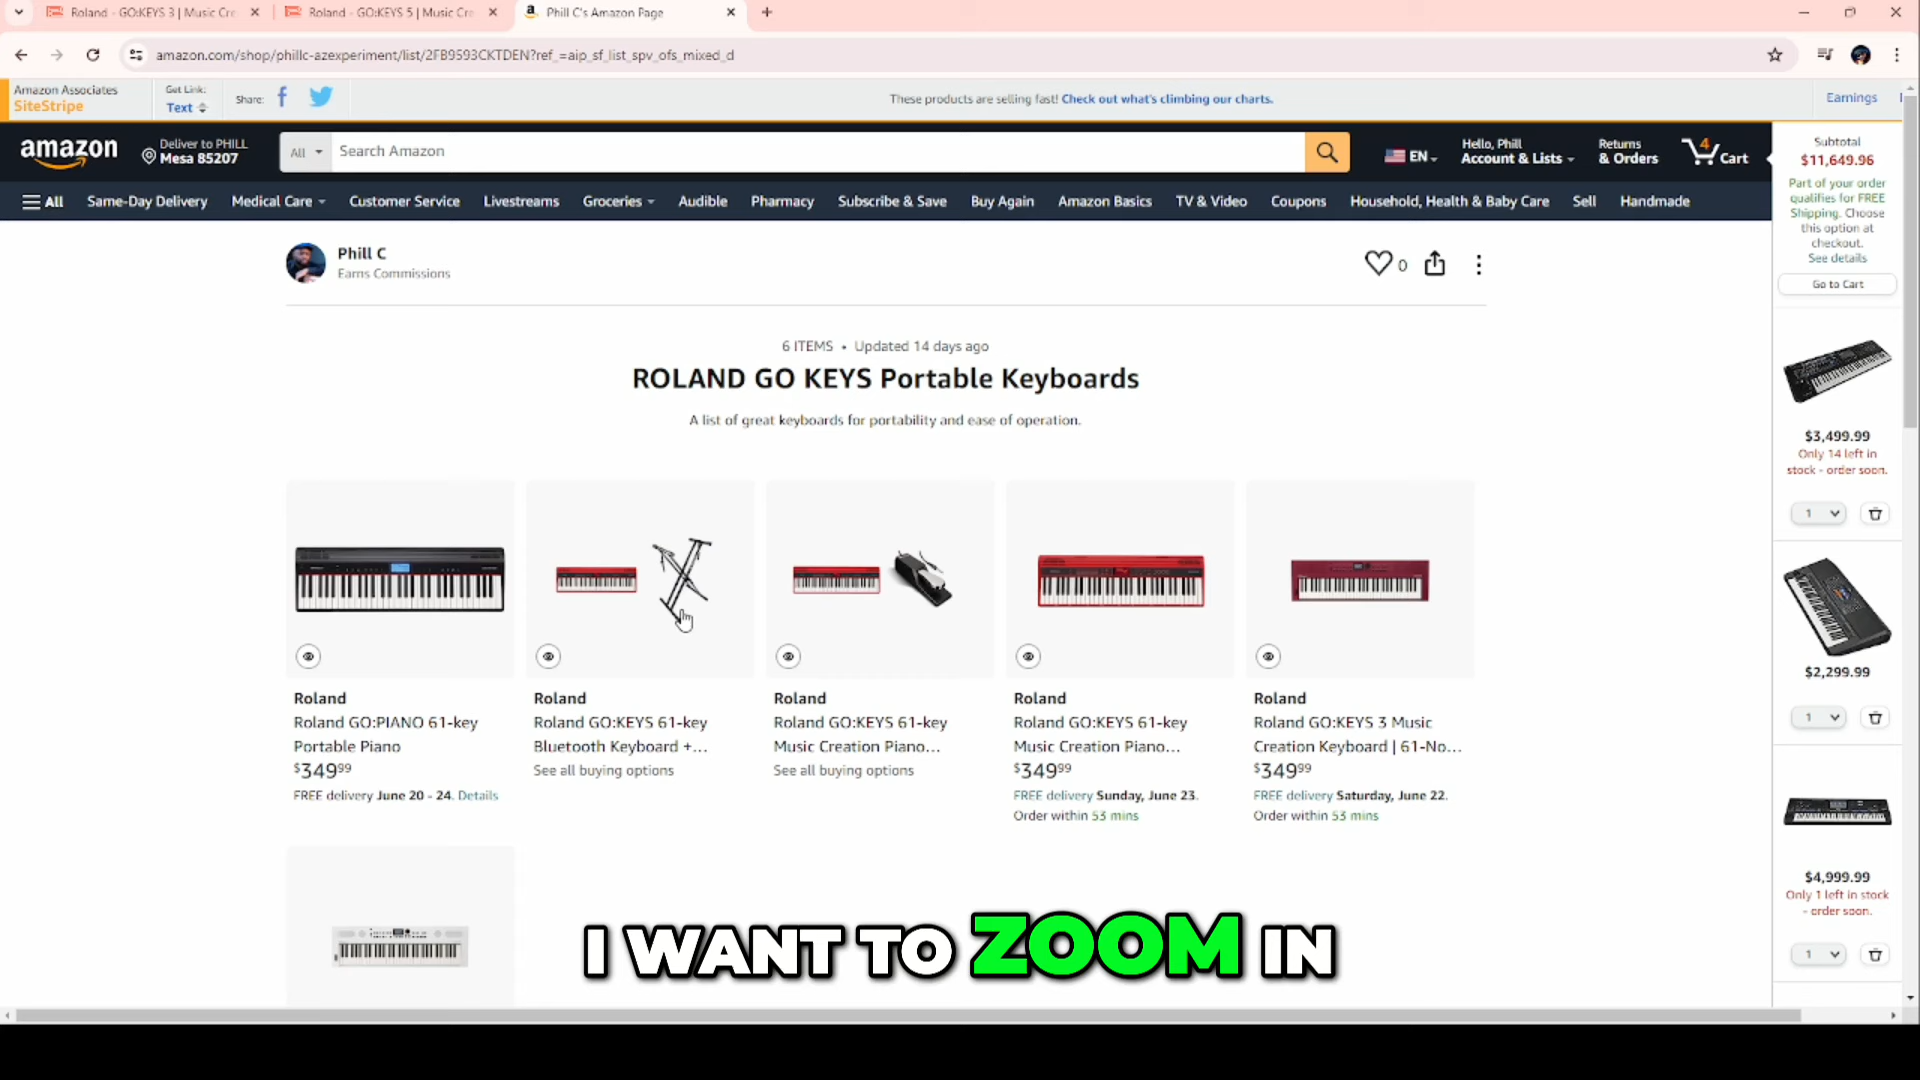 Roland - GO:KEYS 3 | Music Cre
Roland - GO:KEYS 5 | Music Cre
Phill C's Amazon Page
amazon.com/shop/phillc-azexperiment/list/2FB9593CKTDEN?ref_=aip_sf_list_spv_ofs_mixed_d
Amazon Associates
SiteStripe
Get Link:
Text
Share:
These products are selling fast! Check out what's climbing our charts.
Earnings
amazon
Deliver to PHILL
Mesa 85207
All
Search Amazon
EN
Hello, Phill
Account & Lists
Returns
& Orders
4
Cart
All
Same-Day Delivery
Medical Care
Customer Service
Livestreams
Groceries
Audible
Pharmacy
Subscribe & Save
Buy Again
Amazon Basics
TV & Video
Coupons
Household, Health & Baby Care
Sell
Handmade
Subtotal
$11,649.96
Part of your order
qualifies for FREE
Shipping. Choose
this option at
checkout.
See details
Go to Cart
Phill C
Earns Commissions
0
6 ITEMS • Updated 14 days ago
ROLAND GO KEYS Portable Keyboards
A list of great keyboards for portability and ease of operation.
Roland
Roland GO:PIANO 61-key
Portable Piano
$349.99
FREE delivery June 20 - 24. Details
Roland
Roland GO:KEYS 61-key
Bluetooth Keyboard +...
See all buying options
Roland
Roland GO:KEYS 61-key
Music Creation Piano...
See all buying options
Roland
Roland GO:KEYS 61-key
Music Creation Piano...
$349.99
FREE delivery Sunday, June 23.
Order within 53 mins
Roland
Roland GO:KEYS 3 Music
Creation Keyboard | 61-No...
$349.99
FREE delivery Saturday, June 22.
Order within 53 mins
$3,499.99
Only 14 left in
stock - order soon.
1
$2,299.99
1
$4,999.99
Only 1 left in stock
- order soon.
1
I WANT TO ZOOM IN